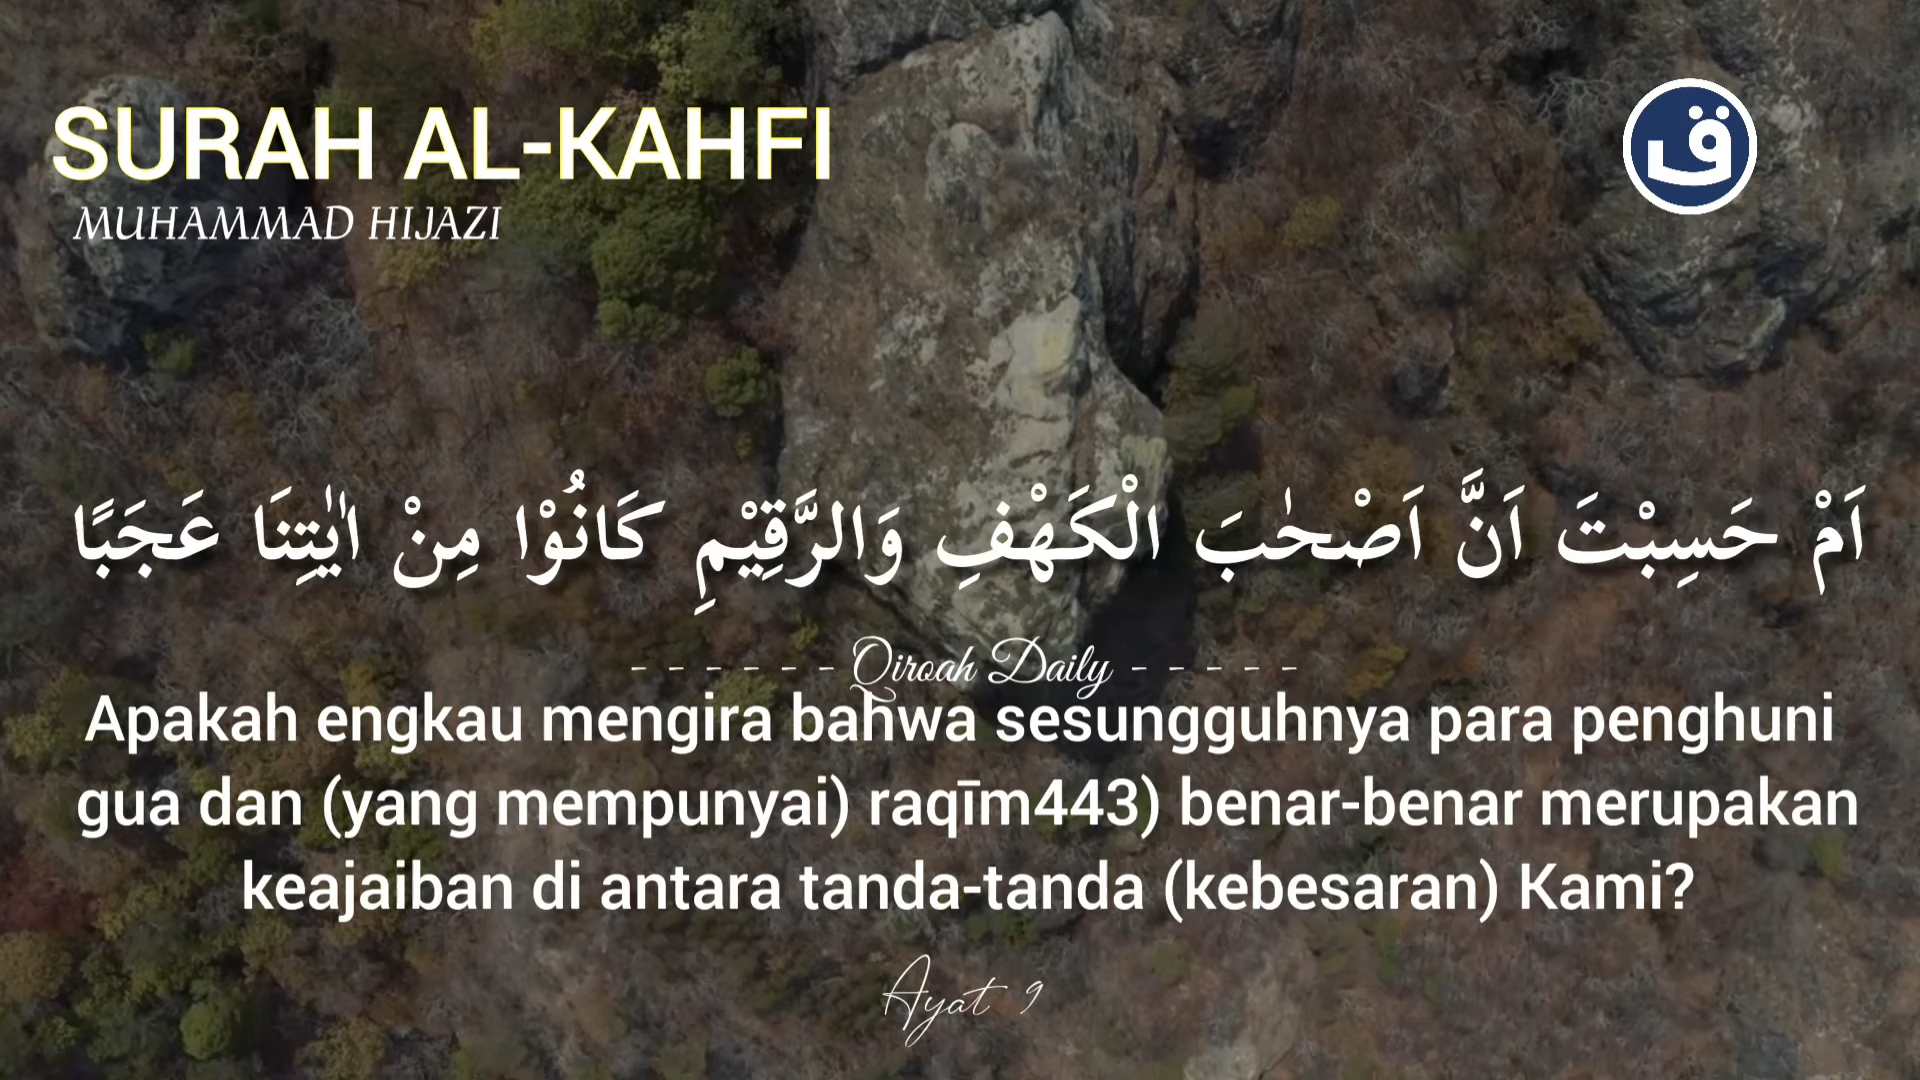 SURAH AL-KAHFI
MUHAMMAD HIJAZI
ق
اَمْ حَسِبْتَ اَنَّ اَصْحٰبَ الْكَهْفِ وَالرَّقِيْمِ كَانُوْا مِنْ اٰيٰتِنَا عَجَبًا
- - - - - - Qiroah Daily - - - - -
Apakah engkau mengira bahwa sesungguhnya para penghuni
gua dan (yang mempunyai) raqīm443) benar-benar merupakan
keajaiban di antara tanda-tanda (kebesaran) Kami?
Ayat 9